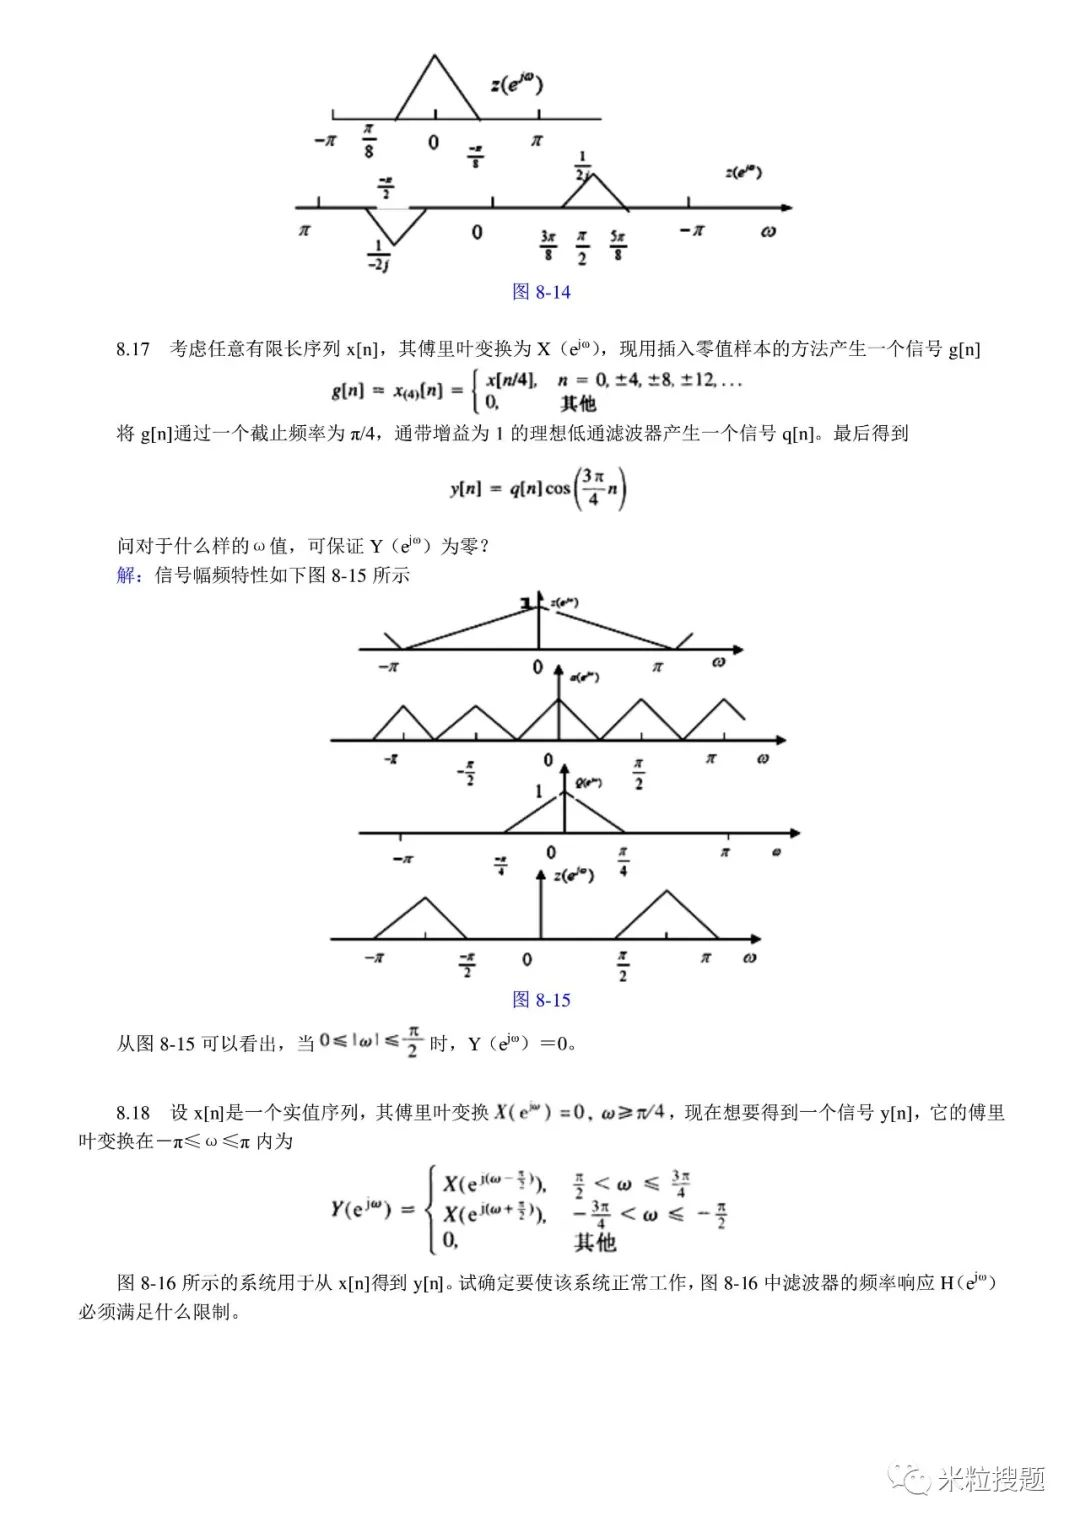 z(e^jω)
−π π/8 0 −π/8 π
−π/2 1/2j z(e^jω)
π 1/−2j 0 3π/8 π/2 5π/8 −π ω
图 8-14
8.17 考虑任意有限长序列 x[n]，其傅里叶变换为 X（e^jω），现用插入零值样本的方法产生一个信号 g[n]
g[n] = x₍₄₎[n] = { x[n/4], n = 0, ±4, ±8, ±12, ...
0, 其他
将 g[n]通过一个截止频率为 π/4，通带增益为 1 的理想低通滤波器产生一个信号 q[n]。最后得到
y[n] = q[n]cos(3π/4 n)
问对于什么样的 ω 值，可保证 Y（e^jω）为零？
解：信号幅频特性如下图 8-15 所示
1 z(e^jω)
−π 0 π ω
−π −π/2 0 π/2 π ω
1 Q(e^jω)
−π −π/4 0 π/4 π ω
z(e^jω)
−π −π/2 0 π/2 π ω
图 8-15
从图 8-15 可以看出，当 0≤|ω|≤π/2 时，Y（e^jω）＝0。
8.18 设 x[n]是一个实值序列，其傅里叶变换 X(e^jω)=0, ω≥π/4，现在想要得到一个信号 y[n]，它的傅里
叶变换在－π≤ω≤π 内为
Y(e^jω) = { X(e^j(ω−π/2)), π/2 < ω ≤ 3π/4
X(e^j(ω+π/2)), −3π/4 < ω ≤ −π/2
0, 其他
图 8-16 所示的系统用于从 x[n]得到 y[n]。试确定要使该系统正常工作，图 8-16 中滤波器的频率响应 H（e^jω）
必须满足什么限制。
米粒搜题